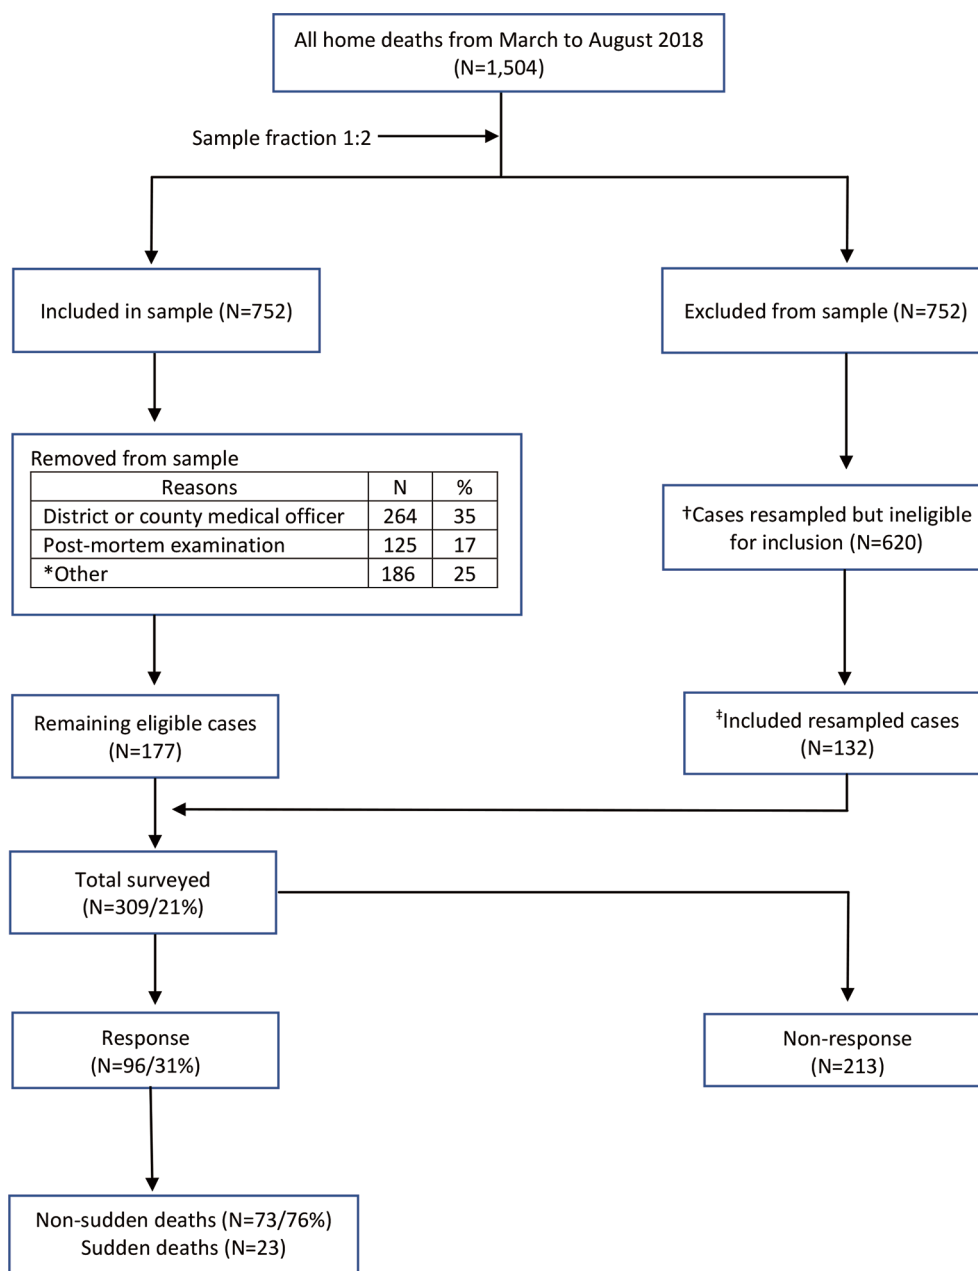 All home deaths from March to August 2018
(N=1,504)
Sample fraction 1:2
Included in sample (N=752)
Excluded from sample (N=752)
Removed from sample
Reasons N %
District or county medical officer 264 35
Post-mortem examination 125 17
*Other 186 25
†Cases resampled but ineligible
for inclusion (N=620)
Remaining eligible cases
(N=177)
‡Included resampled cases
(N=132)
Total surveyed
(N=309/21%)
Response
(N=96/31%)
Non-response
(N=213)
Non-sudden deaths (N=73/76%)
Sudden deaths (N=23)